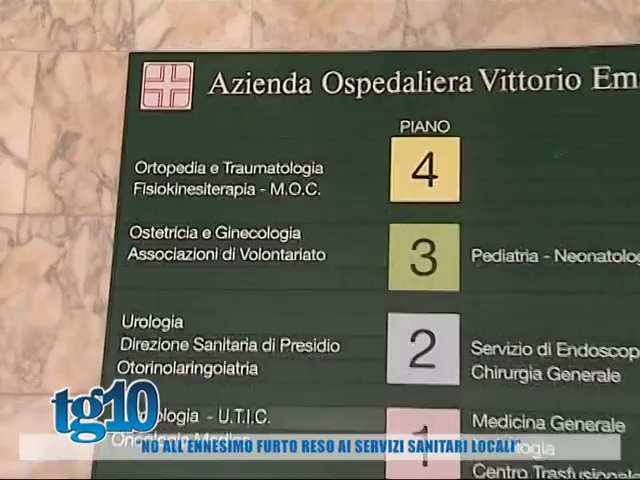 Azienda Ospedaliera Vittorio Em
PIANO
Ortopedia e Traumatologia
Fisiokinesiterapia - M.O.C.
4
Ostetricia e Ginecologia
Associazioni di Volontariato
3
Pediatria - Neonatolog
Urologia
Direzione Sanitaria di Presidio
Otorinolaringoiatria
2
Servizio di Endoscop
Chirurgia Generale
- U.T.I.C.
1
Medicina Generale
Centro Trasfusional
tg10
"NO ALL'ENNESIMO FURTO RESO AI SERVIZI SANITARI LOCALI"